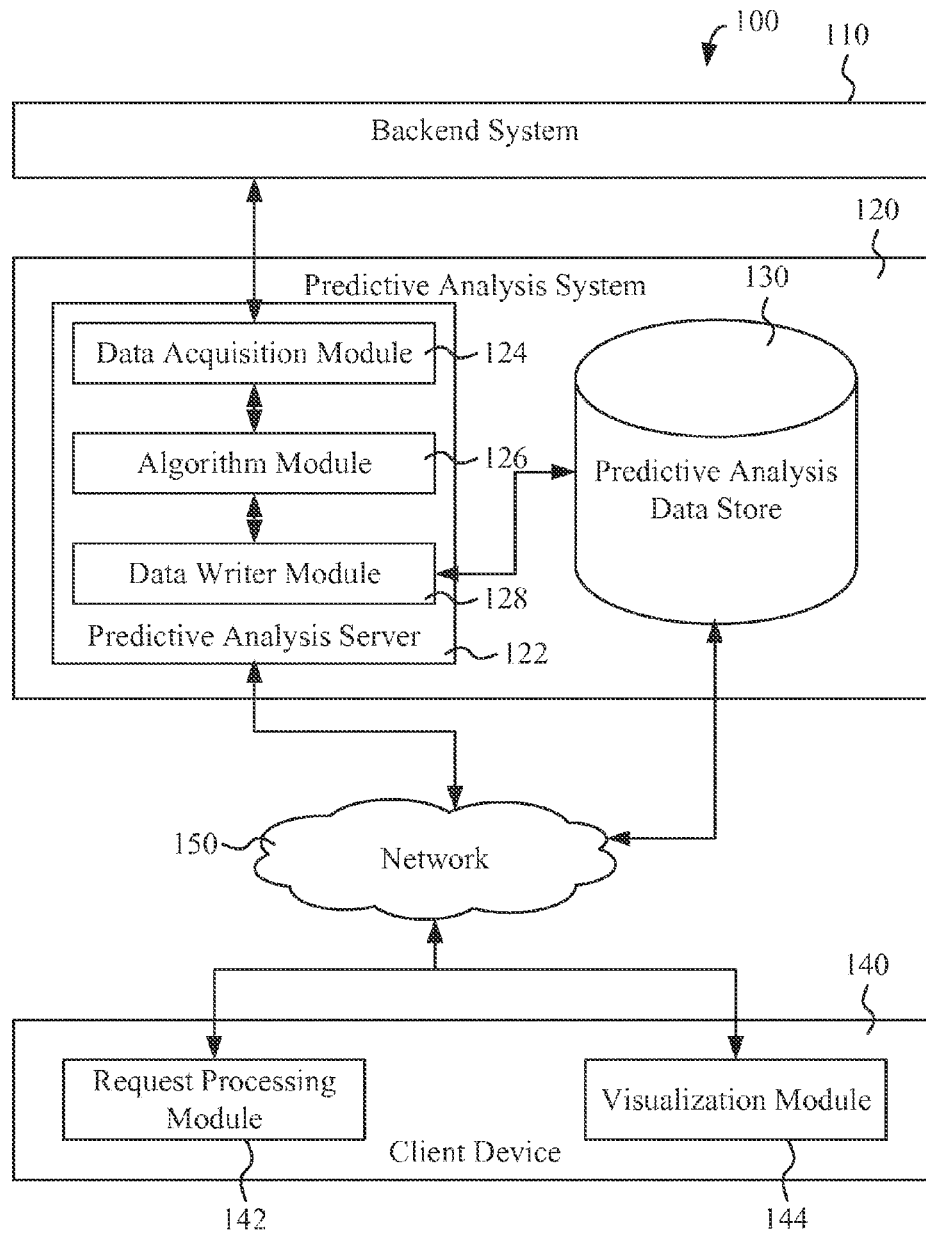 100
110
Backend System
120
Predictive Analysis System
130
Data Acquisition Module
124
Algorithm Module
126
Predictive Analysis
Data Store
Data Writer Module
128
Predictive Analysis Server
122
150
Network
140
Request Processing
Module
Visualization Module
Client Device
142
144